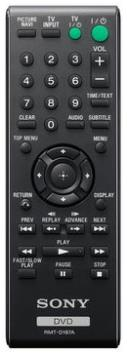 PICTURE NAVI
TV INPUT
TV I/⏻
I/⏻
VOL
TIME/TEXT
CLEAR
AUDIO
SUBTITLE
TOP MENU
MENU
RETURN
DISPLAY
PREV
REPLAY
ADVANCE
NEXT
PLAY
FAST/SLOW PLAY
PAUSE
STOP
SONY
DVD
RMT-D187A